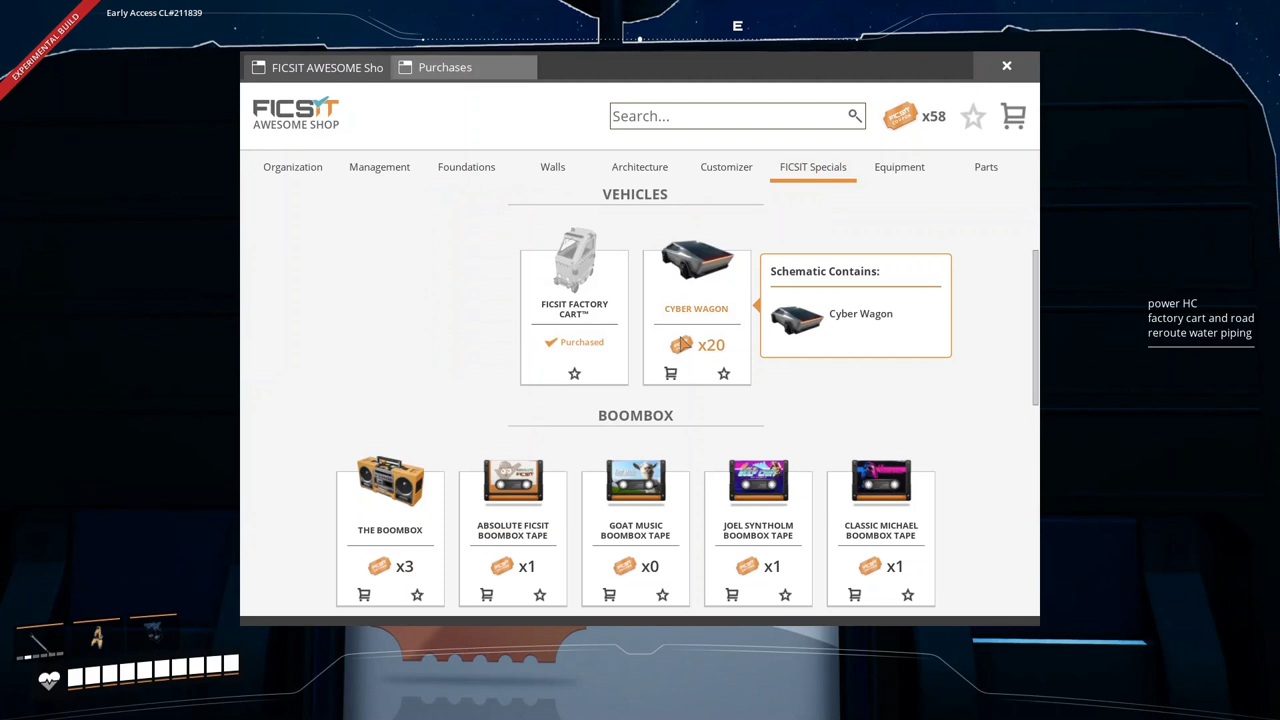 Early Access CL#211839
EXPERIMENTAL BUILD
E
FICSIT AWESOME Sho
Purchases
FICSIT
AWESOME SHOP
Search...
x58
Organization
Management
Foundations
Walls
Architecture
Customizer
FICSIT Specials
Equipment
Parts
VEHICLES
FICSIT FACTORY
CART™
Purchased
CYBER WAGON
x20
Schematic Contains:
Cyber Wagon
power HC
factory cart and road
reroute water piping
BOOMBOX
THE BOOMBOX
x3
ABSOLUTE FICSIT
BOOMBOX TAPE
x1
GOAT MUSIC
BOOMBOX TAPE
x0
JOEL SYNTHOLM
BOOMBOX TAPE
x1
CLASSIC MICHAEL
BOOMBOX TAPE
x1